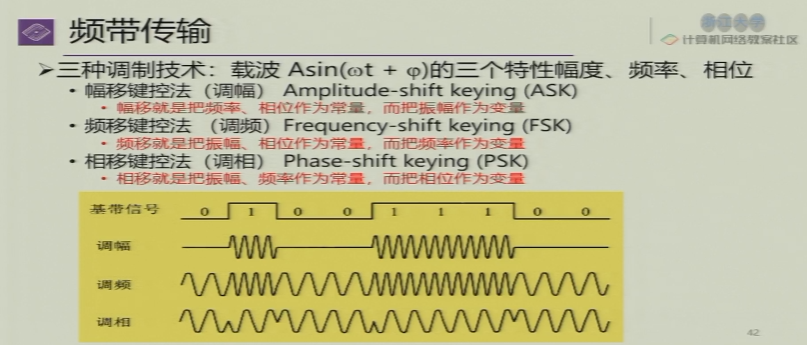 频带传输
计算机网络教案社区
➢三种调制技术：载波 Asin(ωt + φ)的三个特性幅度、频率、相位
• 幅移键控法（调幅） Amplitude-shift keying (ASK)
• 幅移就是把频率、相位作为常量，而把振幅作为变量
• 频移键控法 （调频）Frequency-shift keying (FSK)
• 频移就是把振幅、相位作为常量，而把频率作为变量
• 相移键控法（调相） Phase-shift keying (PSK)
• 相移就是把振幅、频率作为常量，而把相位作为变量
基带信号 0 1 0 0 1 1 1 0 0
调幅
调频
调相
42